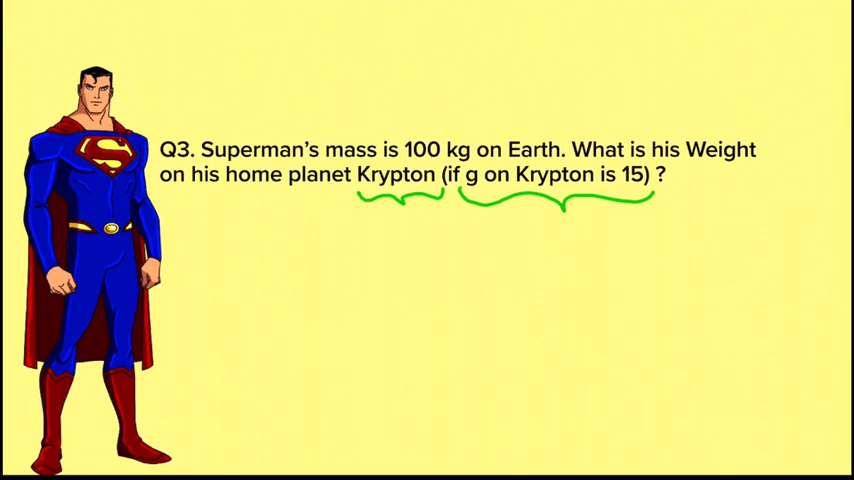 Q3. Superman's mass is 100 kg on Earth. What is his Weight
on his home planet Krypton (if g on Krypton is 15) ?
S